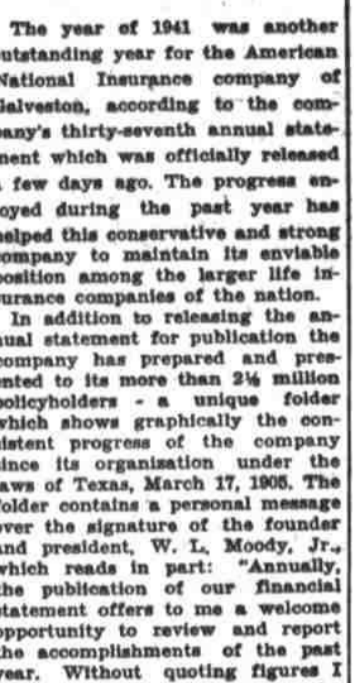 The year of 1941 was another
utstanding year for the American
National Insurance company of
Galveston, according to the com-
pany's thirty-seventh annual state-
ment which was officially released
a few days ago. The progress en-
oyed during the past year has
helped this conservative and strong
company to maintain its enviable
position among the larger life in-
urance companies of the nation.
In addition to releasing the an-
nual statement for publication the
company has prepared and pres-
ented to its more than 2½ million
policyholders - a unique folder
which shows graphically the con-
istent progress of the company
since its organization under the
laws of Texas, March 17, 1905. The
folder contains a personal message
over the signature of the founder
and president, W. L. Moody, Jr.,
which reads in part: "Annually,
the publication of our financial
statement offers to me a welcome
opportunity to review and report
the accomplishments of the past
year. Without quoting figures I